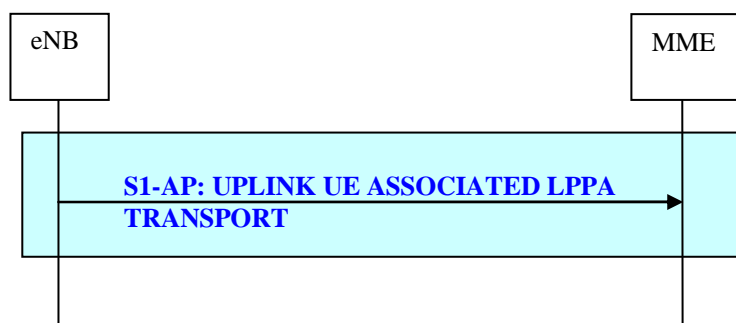 eNB
MME
S1-AP: UPLINK UE ASSOCIATED LPPA
TRANSPORT